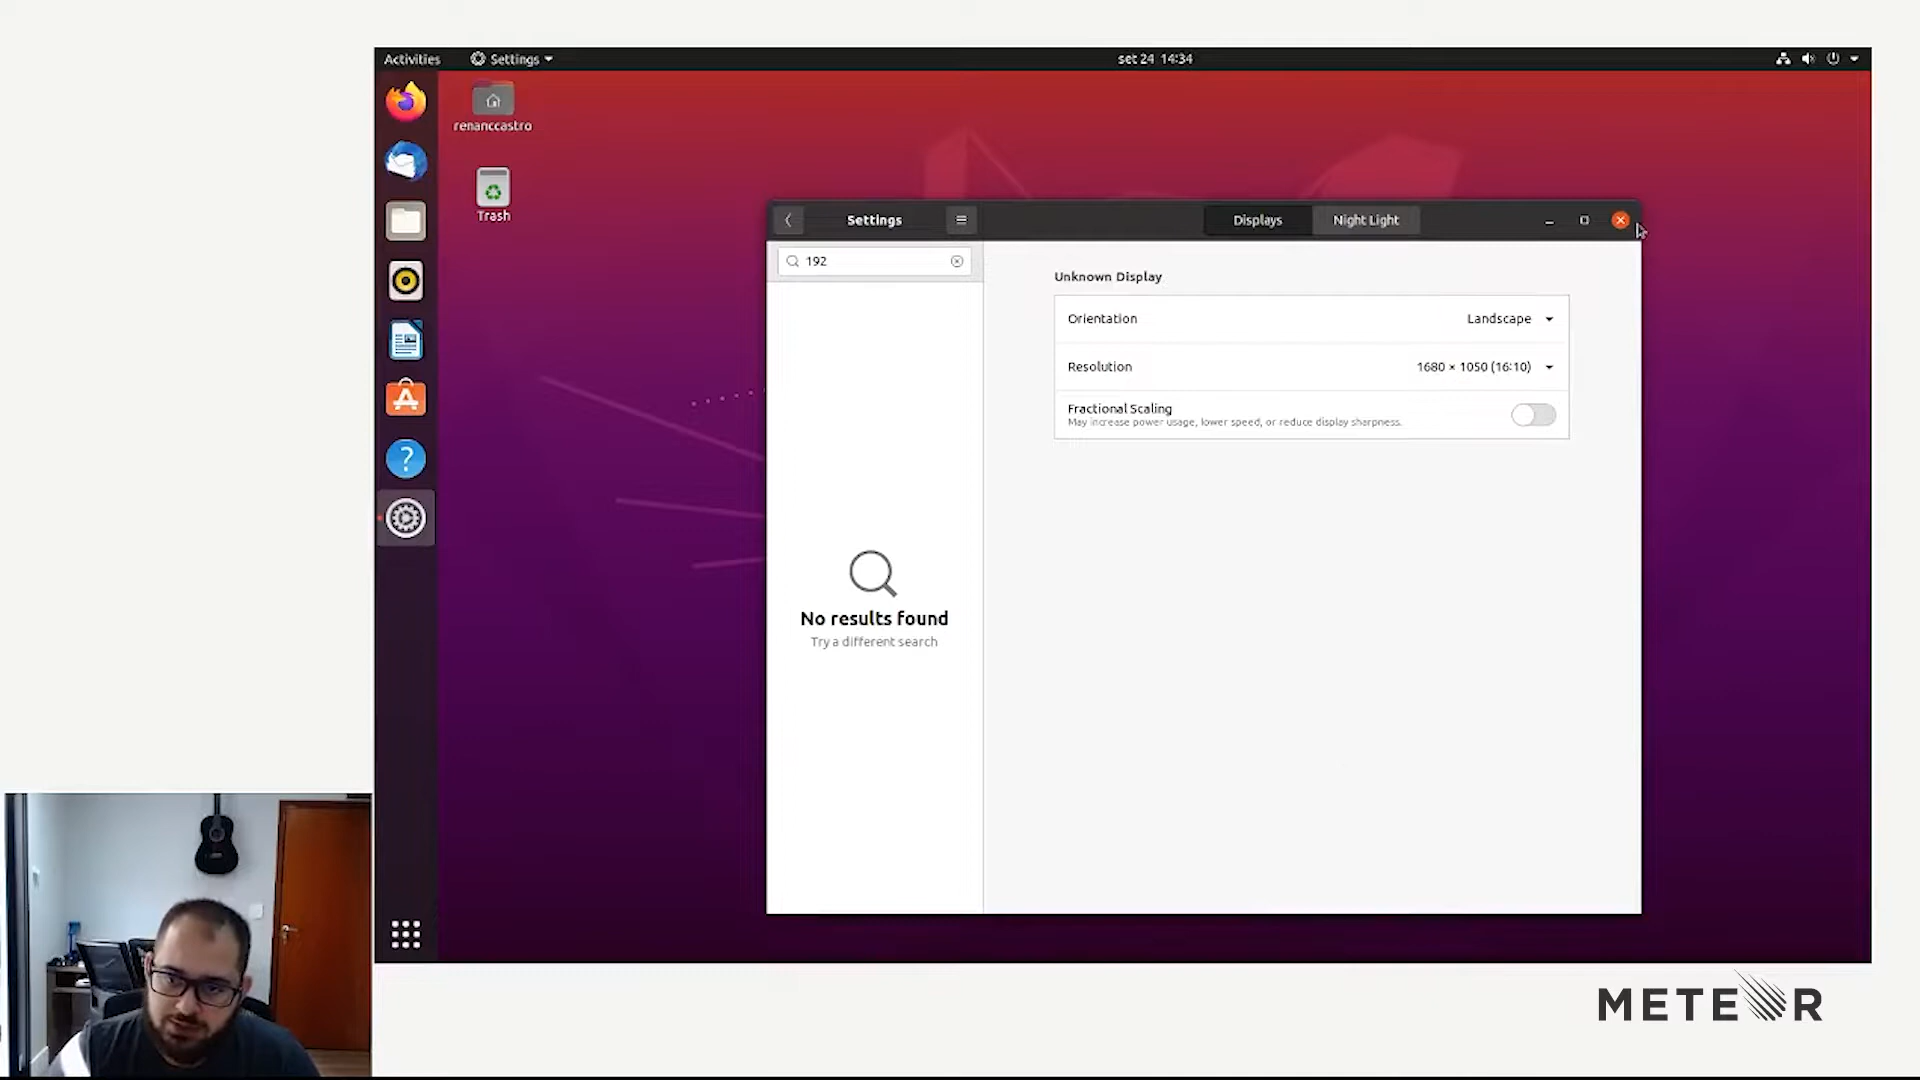 Activities
Settings
set 24 14:34
renanccastro
Trash
Settings
Displays
Night Light
192
Unknown Display
Orientation
Landscape
Resolution
1680 × 1050 (16:10)
Fractional Scaling
May increase power usage, lower speed, or reduce display sharpness.
No results found
Try a different search
METEOR